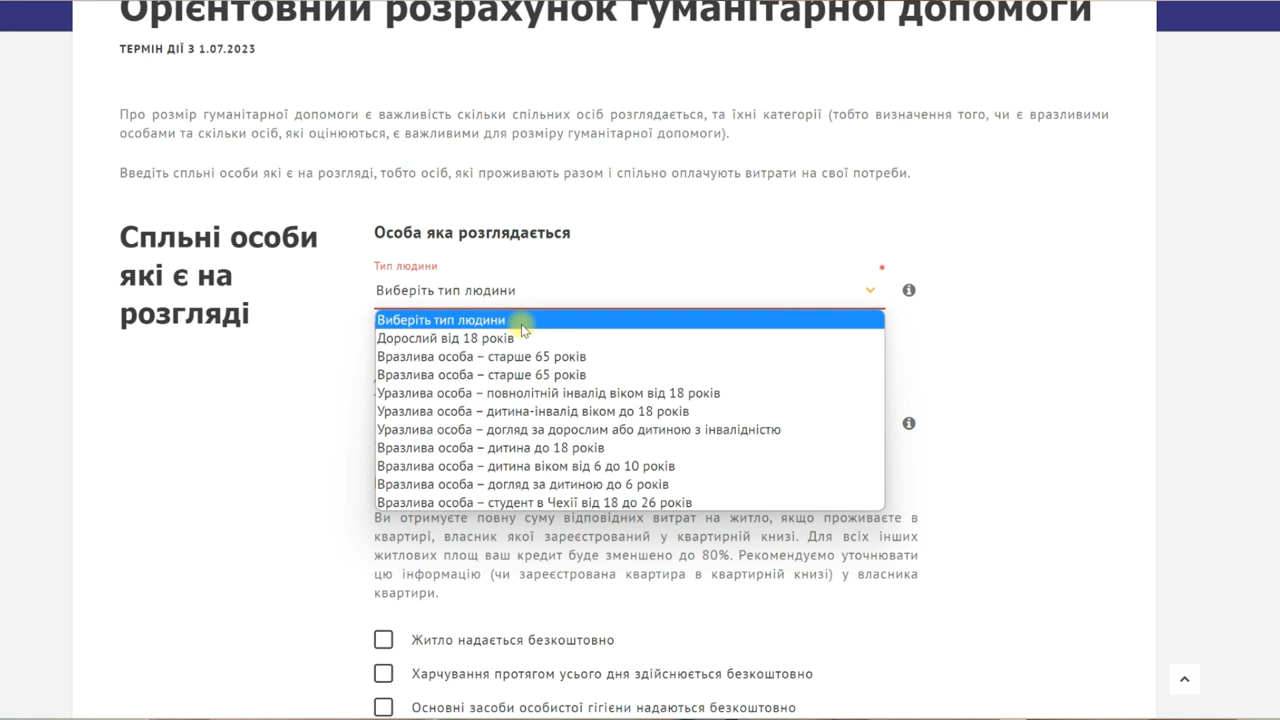 Орієнтовний розрахунок гуманітарної допомоги
ТЕРМІН ДІЇ З 1.07.2023
Про розмір гуманітарної допомоги є важливість скільки спільних осіб розглядається, та їхні категорії (тобто визначення того, чи є вразливими
особами та скільки осіб, які оцінюються, є важливими для розміру гуманітарної допомоги).
Введіть спльні особи які є на розгляді, тобто осіб, які проживають разом і спільно оплачують витрати на свої потреби.
Спльні особи
які є на
розгляді
Особа яка розглядається
Тип людини
Виберіть тип людини
Виберіть тип людини
Дорослий від 18 років
Вразлива особа – старше 65 років
Вразлива особа – старше 65 років
Уразлива особа – повнолітній інвалід віком від 18 років
Уразлива особа – дитина-інвалід віком до 18 років
Уразлива особа – догляд за дорослим або дитиною з інвалідністю
Вразлива особа – дитина до 18 років
Вразлива особа – дитина віком від 6 до 10 років
Вразлива особа – догляд за дитиною до 6 років
Вразлива особа – студент в Чехії від 18 до 26 років
Ви отримуєте повну суму відповідних витрат на житло, якщо проживаєте в
квартирі, власник якої зареєстрований у квартирній книзі. Для всіх інших
житлових площ ваш кредит буде зменшено до 80%. Рекомендуємо уточнювати
цю інформацію (чи зареєстрована квартира в квартирній книзі) у власника
квартири.
Житло надається безкоштовно
Харчування протягом усього дня здійснюється безкоштовно
Основні засоби особистої гігієни надаються безкоштовно